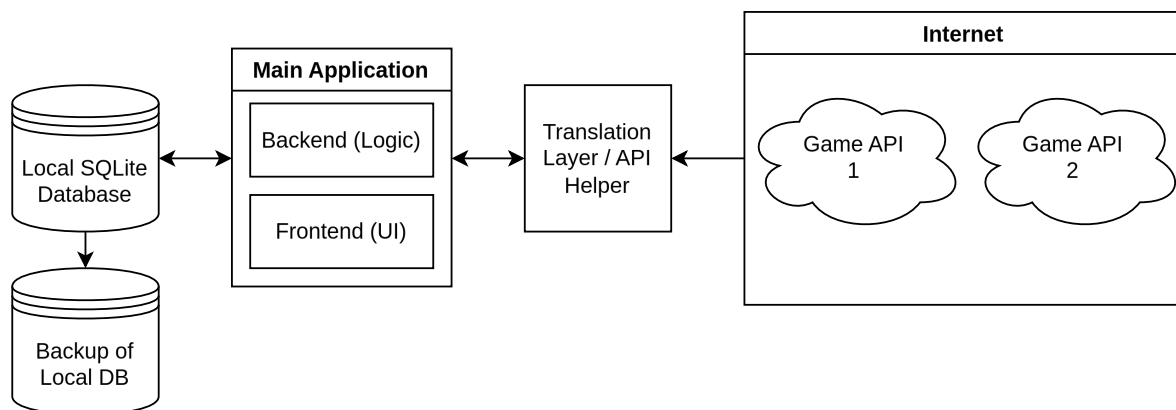 Internet
Main Application
Backend (Logic)
Frontend (UI)
Local SQLite
Database
Backup of
Local DB
Translation
Layer / API
Helper
Game API
1
Game API
2